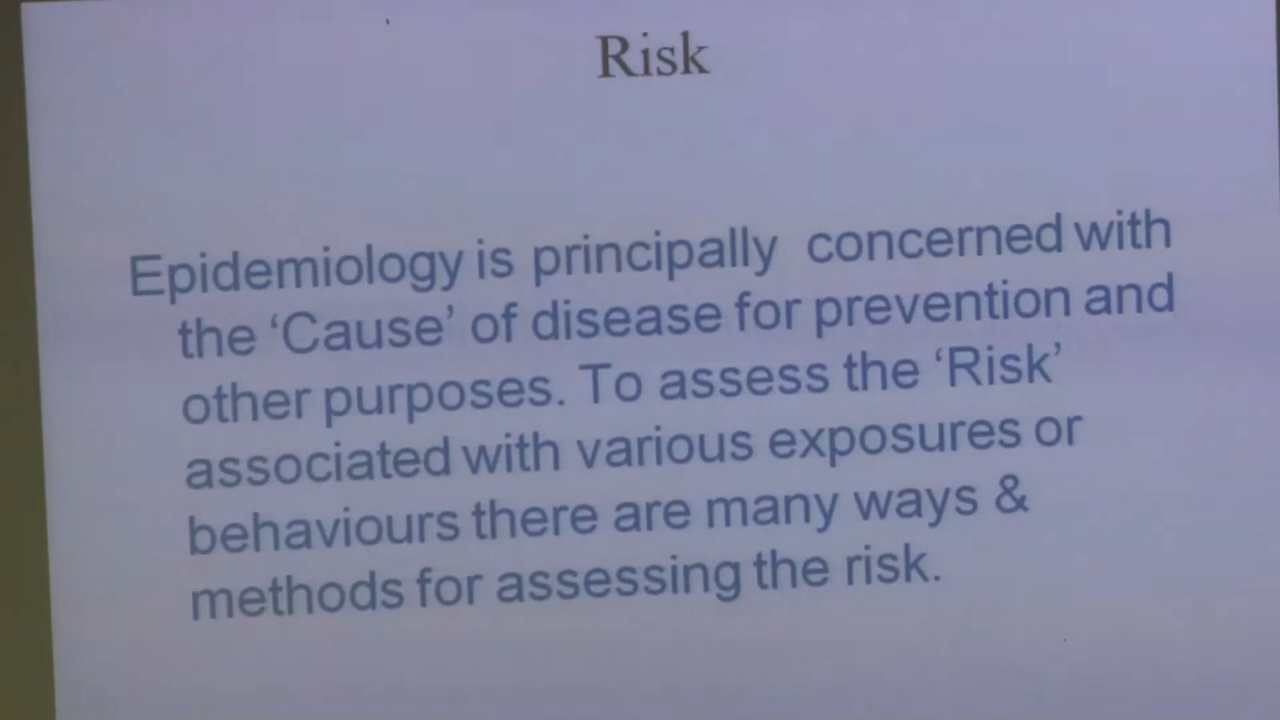 Risk
Epidemiology is principally concerned with
the ‘Cause’ of disease for prevention and
other purposes. To assess the ‘Risk’
associated with various exposures or
behaviours there are many ways &
methods for assessing the risk.